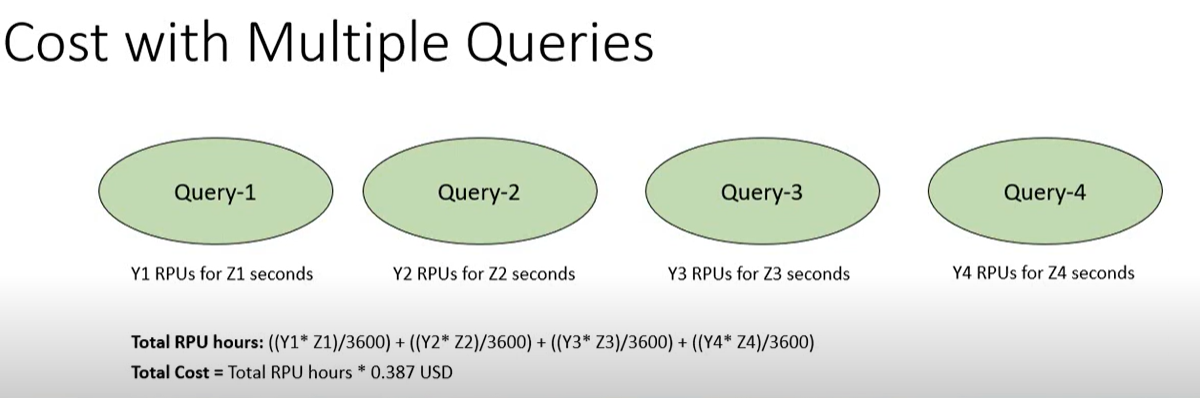 Cost with Multiple Queries
Query-1
Query-2
Query-3
Query-4
Y1 RPUs for Z1 seconds
Y2 RPUs for Z2 seconds
Y3 RPUs for Z3 seconds
Y4 RPUs for Z4 seconds
Total RPU hours: ((Y1* Z1)/3600) + ((Y2* Z2)/3600) + ((Y3* Z3)/3600) + ((Y4* Z4)/3600)
Total Cost = Total RPU hours * 0.387 USD